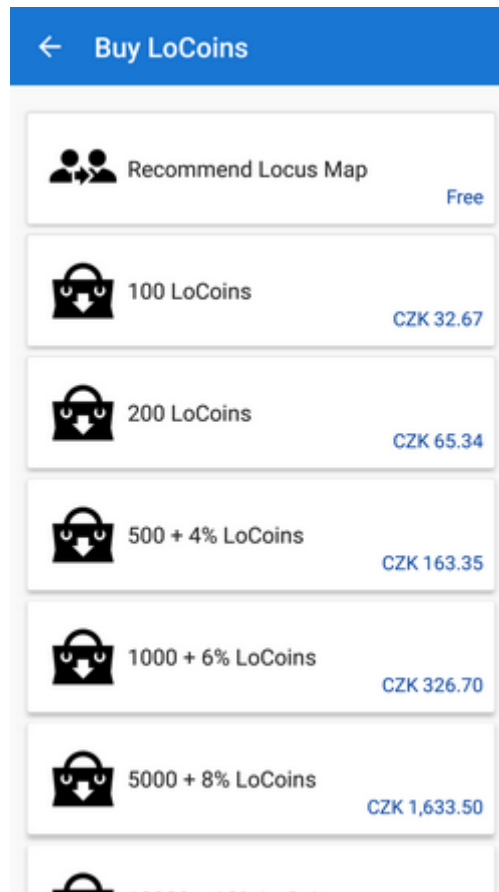 Buy LoCoins
Recommend Locus Map
Free
100 LoCoins
CZK 32.67
200 LoCoins
CZK 65.34
500 + 4% LoCoins
CZK 163.35
1000 + 6% LoCoins
CZK 326.70
5000 + 8% LoCoins
CZK 1,633.50